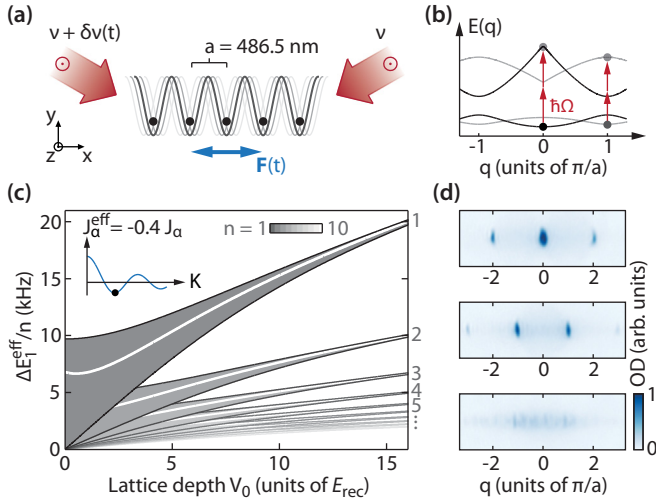 (a)
ν + δν(t)
ν
a = 486.5 nm
y
z
x
F(t)
(b)
E(q)
ħΩ
-1
0
1
q (units of π/a)
(c)
J_α^eff = -0.4 J_α
K
n = 1
10
20
15
10
5
0
ΔE_1^eff/n (kHz)
1
2
3
4
5
⋮
0
5
10
15
Lattice depth V_0 (units of E_rec)
(d)
-2
0
2
-2
0
2
-2
0
2
q (units of π/a)
OD (arb. units)
1
0